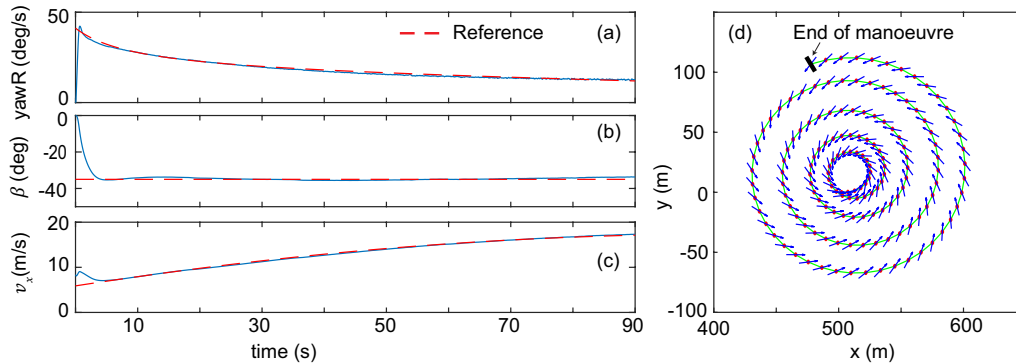 yawR (deg/s)
50
0
Reference
(a)
β (deg)
0
-20
-40
(b)
v_x(m/s)
20
10
0
(c)
10 30 50 70 90
time (s)
(d)
End of manoeuvre
y (m)
100
50
0
-50
-100
400 500 600
x (m)